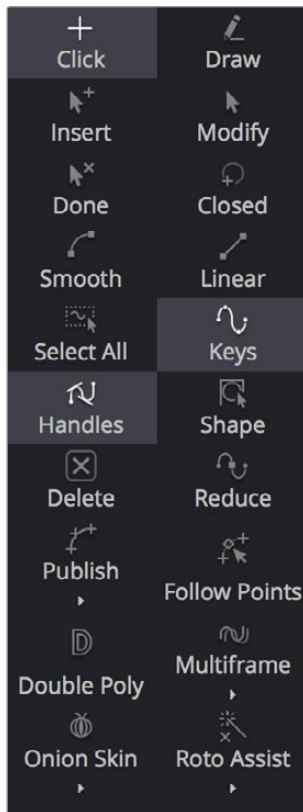 Click Draw
Insert Modify
Done Closed
Smooth Linear
Select All Keys
Handles Shape
Delete Reduce
Publish Follow Points
Double Poly Multiframe
Onion Skin Roto Assist